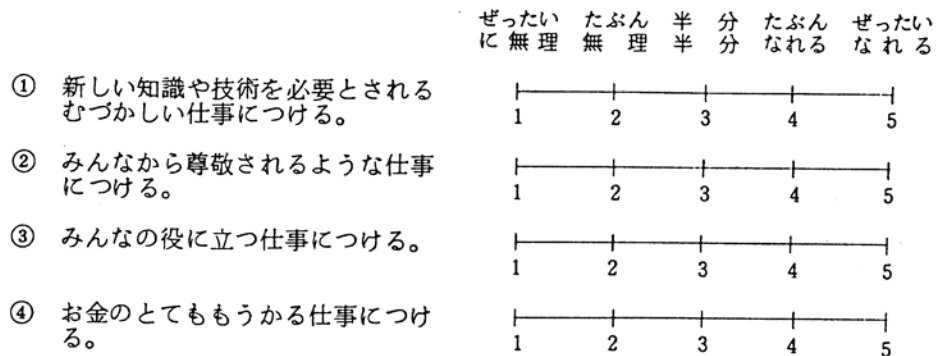 ぜったい たぶん 半 分 たぶん ぜったい
に無理 無 理 半 分 なれる なれる
① 新しい知識や技術を必要とされる
むづかしい仕事につける。
1 2 3 4 5
② みんなから尊敬されるような仕事
につける。
1 2 3 4 5
③ みんなの役に立つ仕事につける。
1 2 3 4 5
④ お金のとてももうかる仕事につけ
る。
1 2 3 4 5